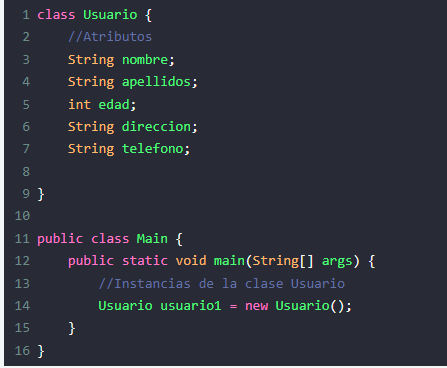 1 class Usuario {
2     //Atributos
3     String nombre;
4     String apellidos;
5     int edad;
6     String direccion;
7     String telefono;
8
9 }
10
11 public class Main {
12     public static void main(String[] args) {
13         //Instancias de la clase Usuario
14         Usuario usuario1 = new Usuario();
15     }
16 }